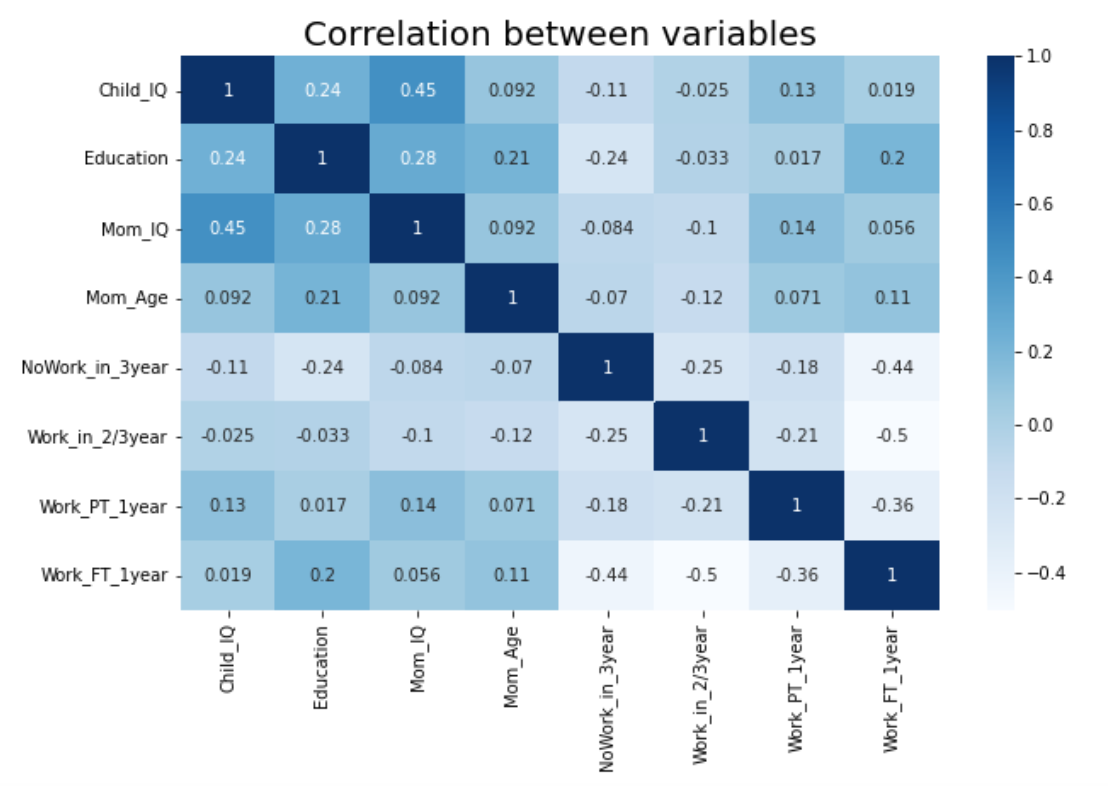 Correlation between variables
Child_IQ 1 0.24 0.45 0.092 -0.11 -0.025 0.13 0.019
Education 0.24 1 0.28 0.21 -0.24 -0.033 0.017 0.2
Mom_IQ 0.45 0.28 1 0.092 -0.084 -0.1 0.14 0.056
Mom_Age 0.092 0.21 0.092 1 -0.07 -0.12 0.071 0.11
NoWork_in_3year -0.11 -0.24 -0.084 -0.07 1 -0.25 -0.18 -0.44
Work_in_2/3year -0.025 -0.033 -0.1 -0.12 -0.25 1 -0.21 -0.5
Work_PT_1year 0.13 0.017 0.14 0.071 -0.18 -0.21 1 -0.36
Work_FT_1year 0.019 0.2 0.056 0.11 -0.44 -0.5 -0.36 1
Child_IQ
Education
Mom_IQ
Mom_Age
NoWork_in_3year
Work_in_2/3year
Work_PT_1year
Work_FT_1year
1.0
0.8
0.6
0.4
0.2
0.0
−0.2
−0.4